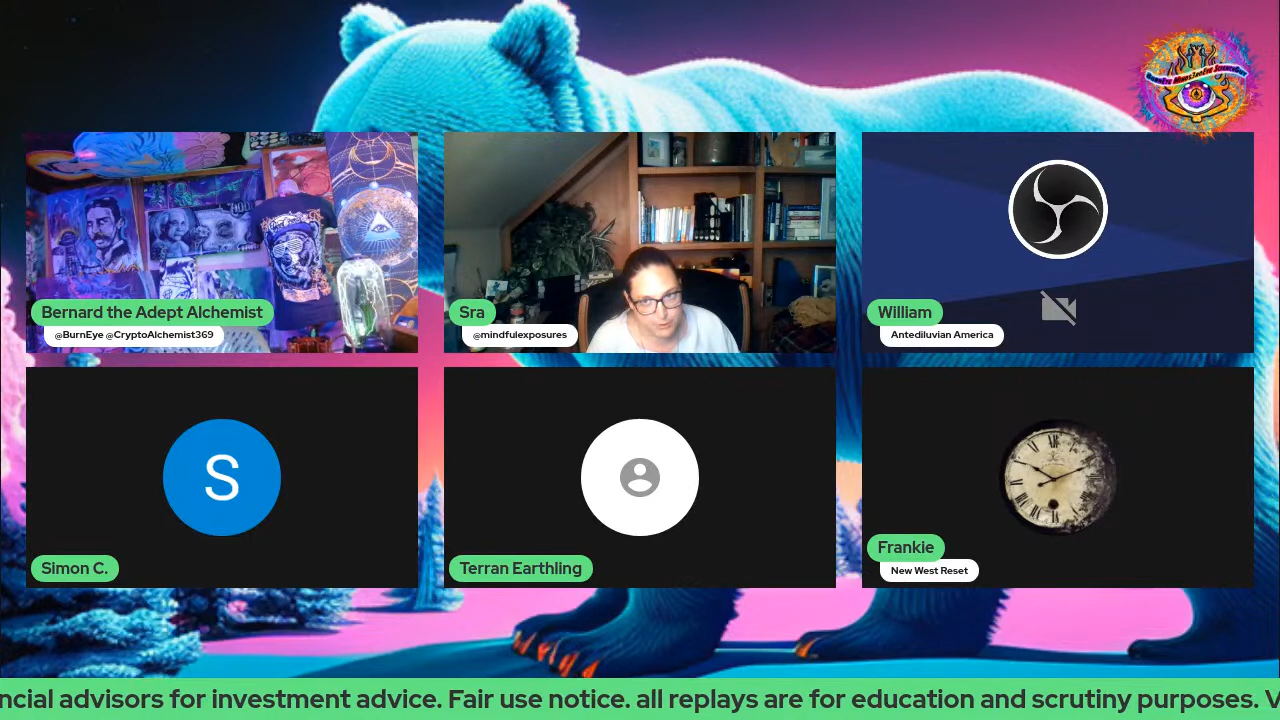 Bernard the Adept Alchemist
@BurnEye @CryptoAlchemist369
Sra
@mindfulexposures
William
Antediluvian America
S
Simon C.
Terran Earthling
Frankie
New West Reset
ncial advisors for investment advice. Fair use notice. all replays are for education and scrutiny purposes. V